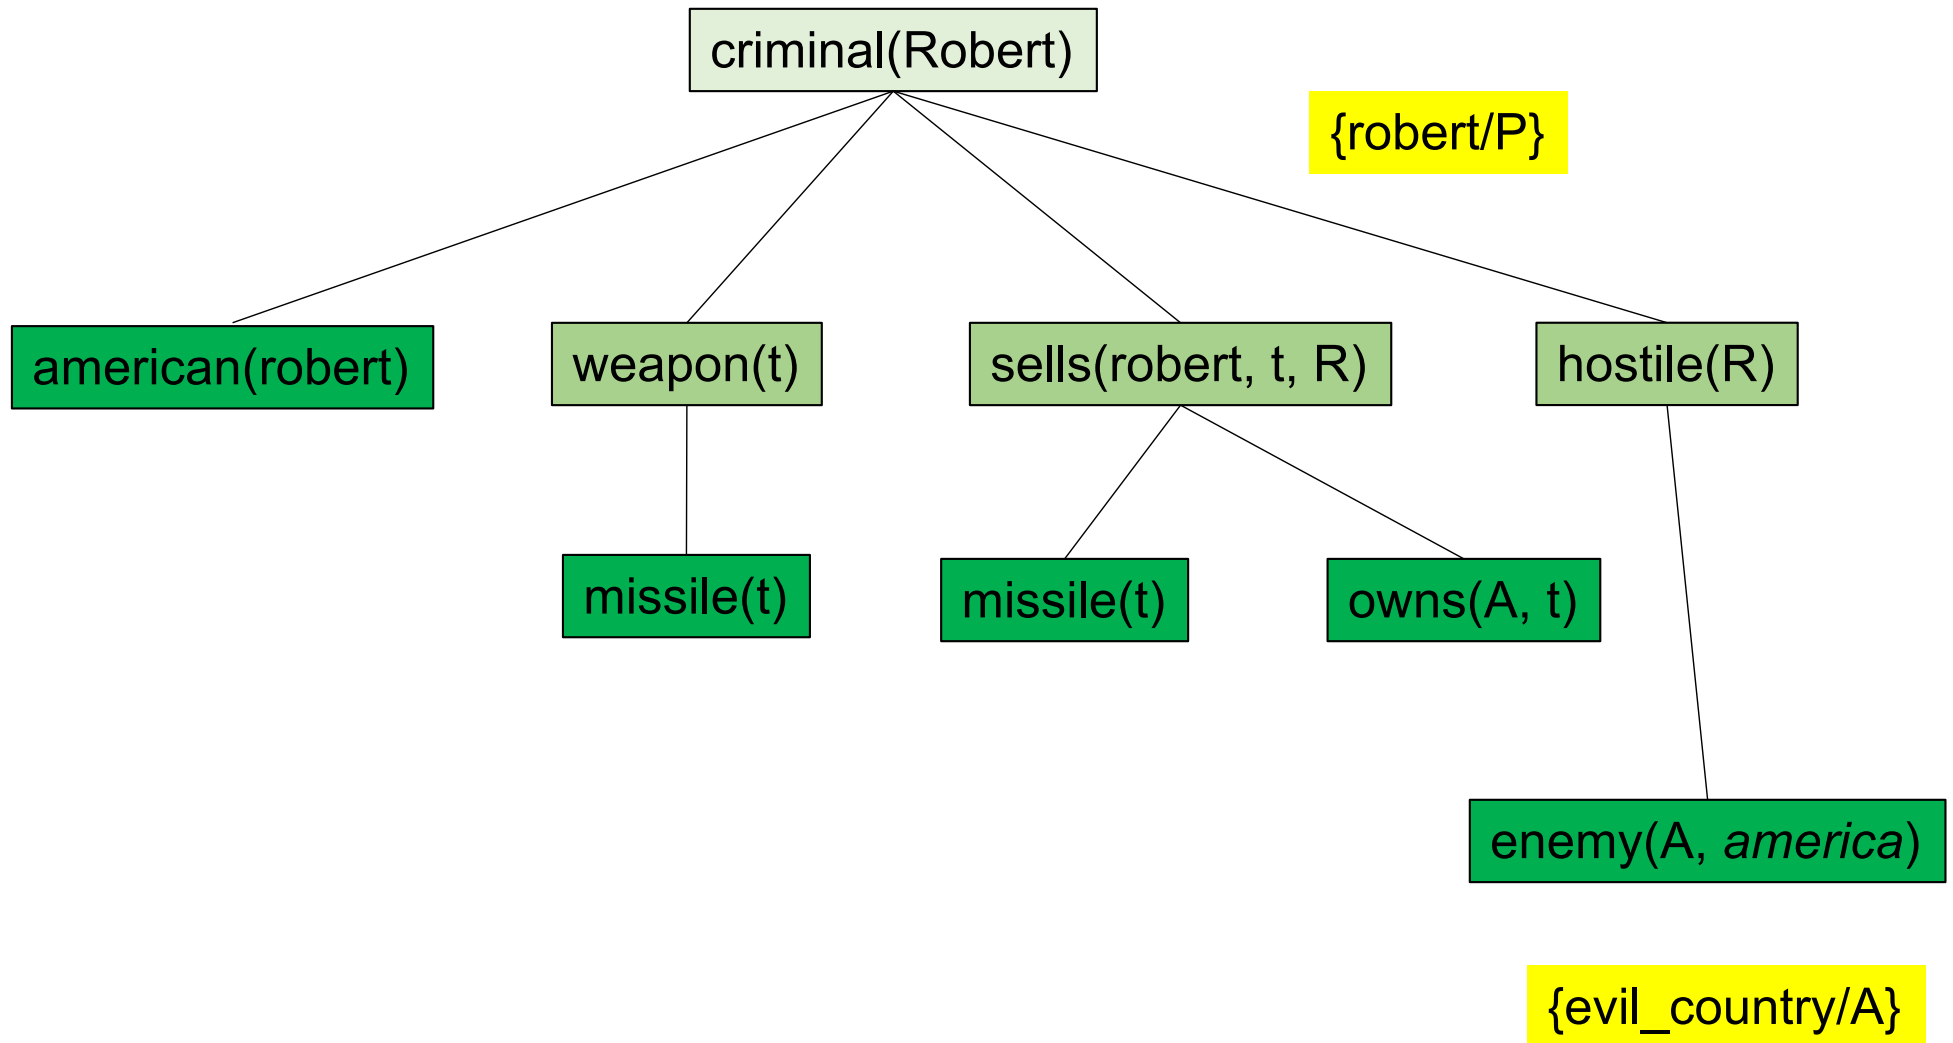 criminal(Robert)
{robert/P}
american(robert)
weapon(t)
sells(robert, t, R)
hostile(R)
missile(t)
missile(t)
owns(A, t)
enemy(A, america)
{evil_country/A}